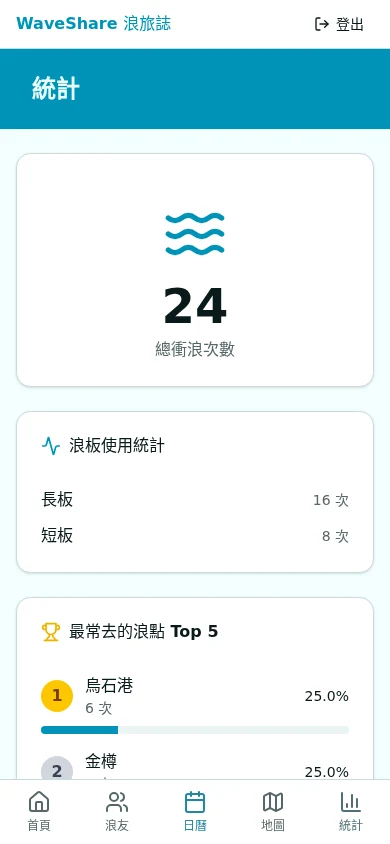 WaveShare 浪旅誌
登出
統計
24
總衝浪次數
浪板使用統計
長板 16 次
短板 8 次
最常去的浪點 Top 5
1 烏石港 25.0%
6 次
2 金樽 25.0%
首頁 浪友 日曆 地圖 統計